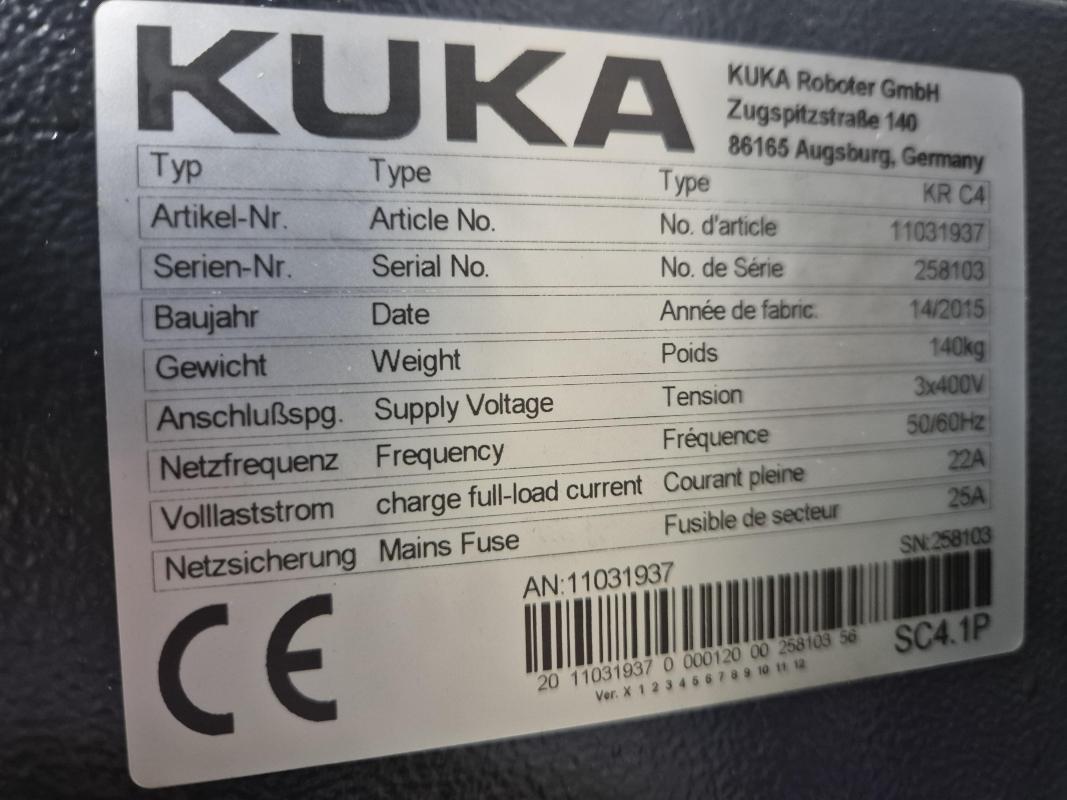 KUKA
KUKA Roboter GmbH
Zugspitzstraße 140
86165 Augsburg, Germany
Typ Type Type KR C4
Artikel-Nr. Article No. No. d'article 11031937
Serien-Nr. Serial No. No. de Série 258103
Baujahr Date Année de fabric. 14/2015
Gewicht Weight Poids 140kg
Anschlußspg. Supply Voltage Tension 3x400V
Netzfrequenz Frequency Fréquence 50/60Hz
Volllaststrom charge full-load current Courant pleine 22A
Netzsicherung Mains Fuse Fusible de secteur 25A
CE
AN:11031937 SN:258103
20 11031937 0 000120 00 258103 56 SC4.1P
Ver. X 1 2 3 4 5 6 7 8 9 10 11 12